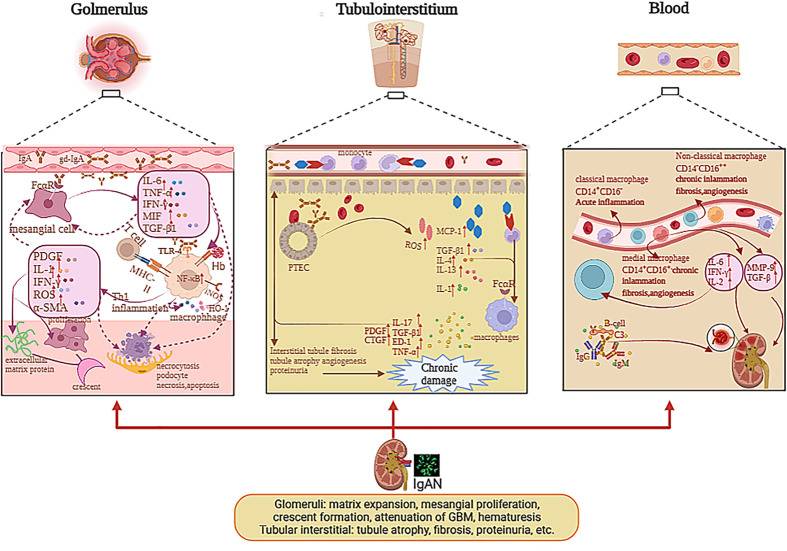 Golmerulus
Tubulointerstitium
Blood
IgA
gd-IgA
FcαR
mesangial cell
IL-6
TNF-α
IFN-γ
MIF
TGF-β1
T cell
TLR-4
Hb
MHC-
II
NF-κB
iNOS
HO-1
Th1
inflammation
macrophage
PDGF
IL-1
IFN-γ
ROS
α-SMA
proliferation
extracellular
matrix protein
crescent
necrocytosis
podocyte
necrosis,apoptosis
monocyte
PTEC
ROS
MCP-1
TGF-β1
IL-4
IL-13
IL-1
FcαR
macrophages
IL-17
PDGF TGF-β1
CTGF ED-1
TNF-α
Interstitial tubule fibrosis
tubule atrophy angiogenesis
proteinuria
Chronic
damage
Non-classical macrophage
CD14-CD16++
chronic inlammation
fibrosis,angiogenesis
classical macrophage
CD14+CD16-
Acute inflammation
medial macrophage
CD14+CD16+chronic
inlammation
fibrosis,angiogenesis
IL-6
IFN-γ
IL-2
MMP-9
TGF-β
B-cell
C3
IgG
IgM
IgAN
Glomeruli: matrix expansion, mesangial proliferation,
crescent formation, attenuation of GBM, hematuresis
Tubular interstitial: tubule atrophy, fibrosis, proteinuria, etc.